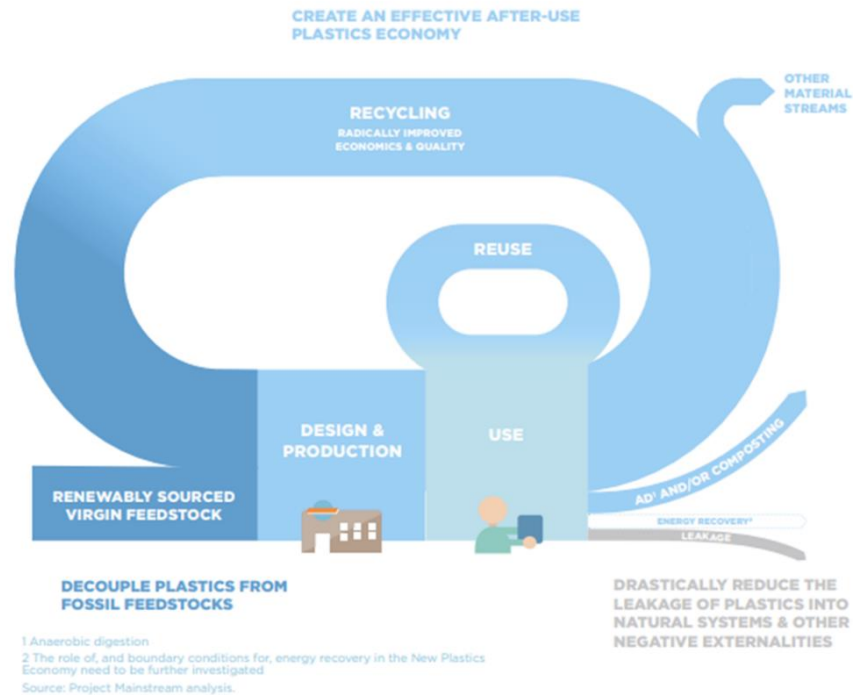 CREATE AN EFFECTIVE AFTER-USE
PLASTICS ECONOMY
OTHER
MATERIAL
STREAMS
RECYCLING
RADICALLY IMPROVED
ECONOMICS & QUALITY
REUSE
DESIGN &
PRODUCTION
USE
AD¹ AND/OR COMPOSTING
RENEWABLY SOURCED
VIRGIN FEEDSTOCK
ENERGY RECOVERY²
LEAKAGE
DECOUPLE PLASTICS FROM
FOSSIL FEEDSTOCKS
DRASTICALLY REDUCE THE
LEAKAGE OF PLASTICS INTO
NATURAL SYSTEMS & OTHER
NEGATIVE EXTERNALITIES
1 Anaerobic digestion
2 The role of, and boundary conditions for, energy recovery in the New Plastics
Economy need to be further investigated
Source: Project Mainstream analysis.